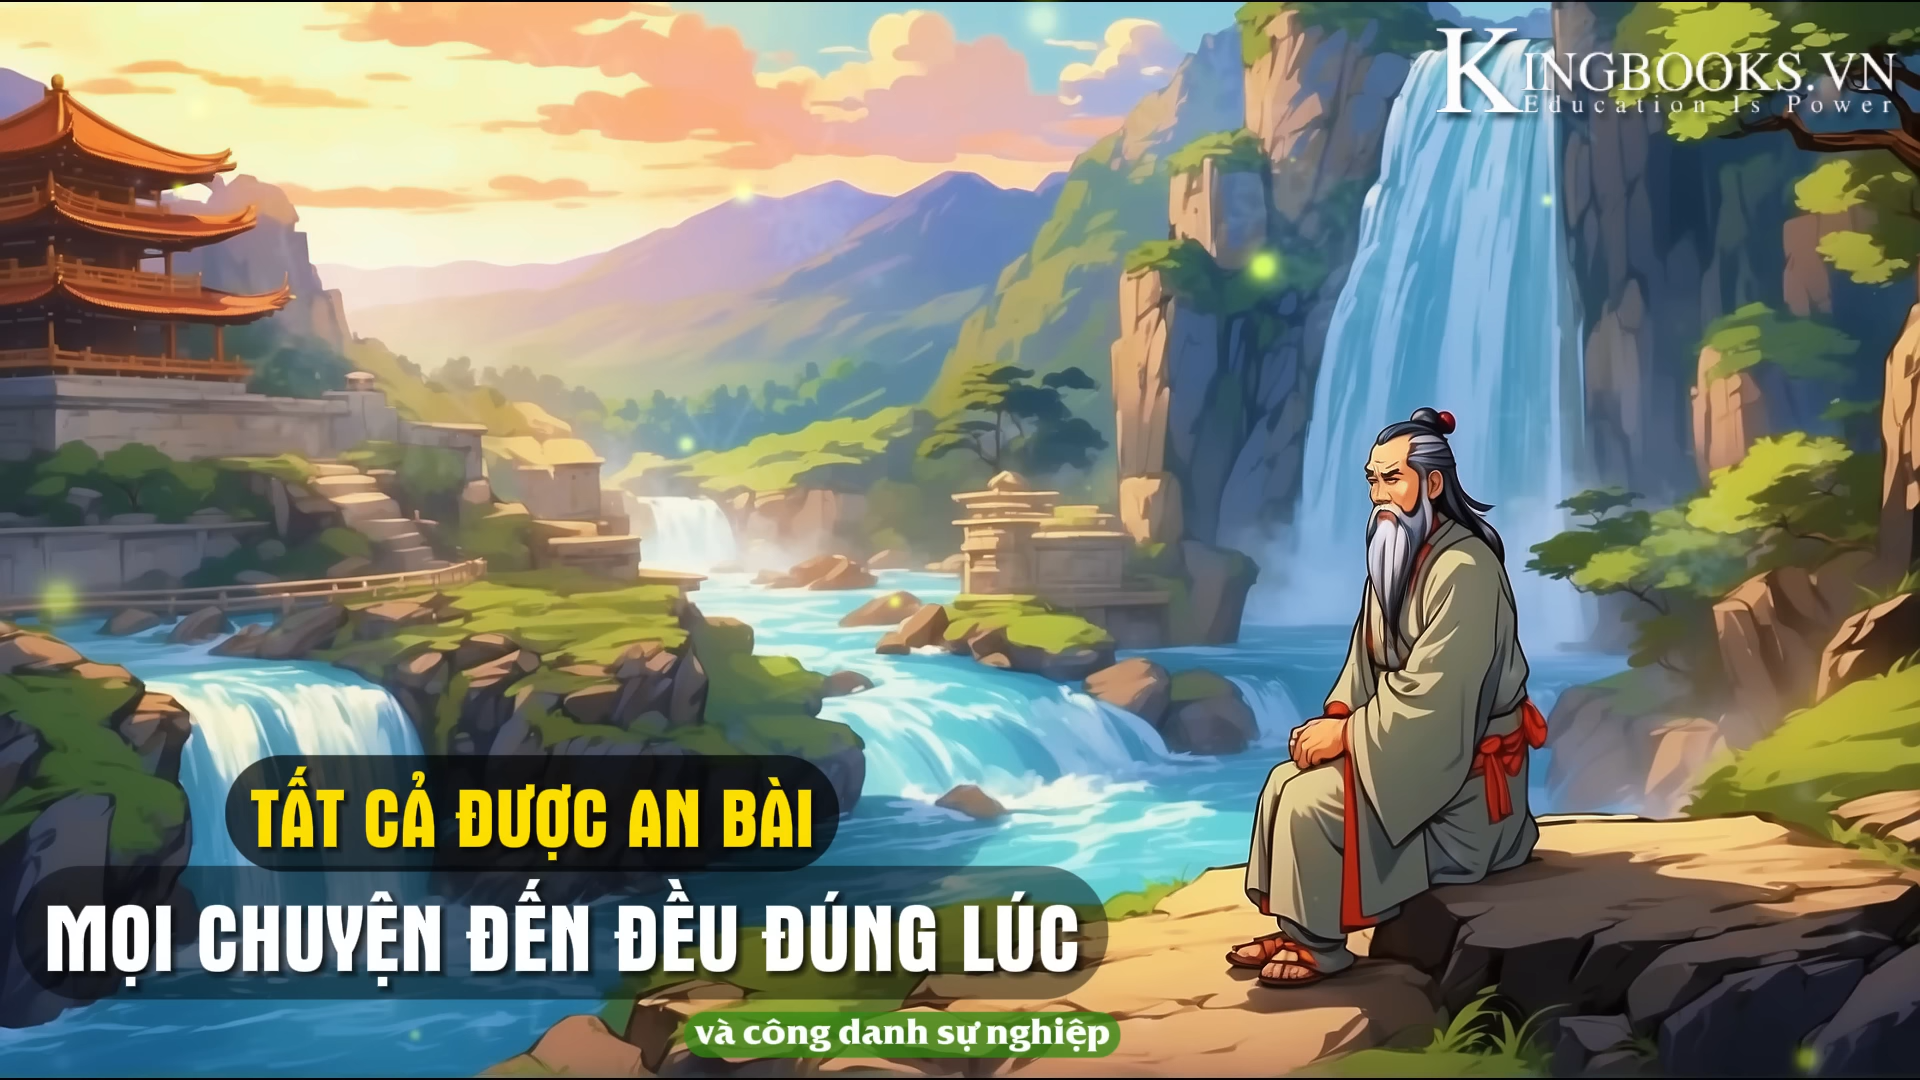 KINGBOOKS.VN
Education Is Power
TẤT CẢ ĐƯỢC AN BÀI
MỌI CHUYỆN ĐẾN ĐỀU ĐÚNG LÚC
và công danh sự nghiệp